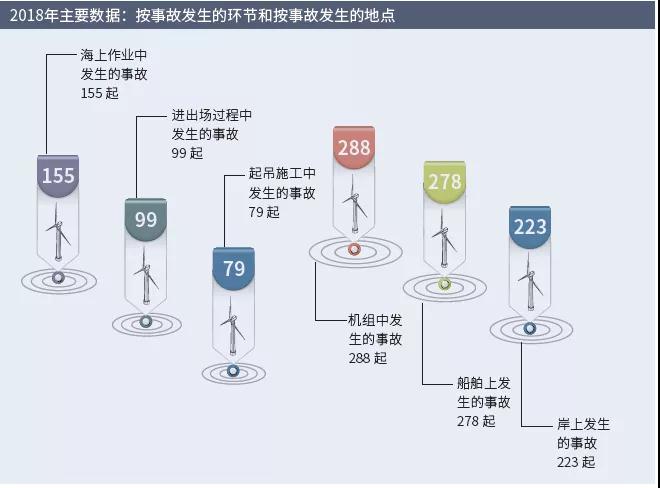 2018年主要数据：按事故发生的环节和按事故发生的地点
海上作业中
发生的事故
155 起
155
进出场过程中
发生的事故
99 起
99
起吊施工中
发生的事故
79 起
79
288
机组中发
生的事故
288 起
278
船舶上发
生的事故
278 起
223
岸上发生
的事故
223 起